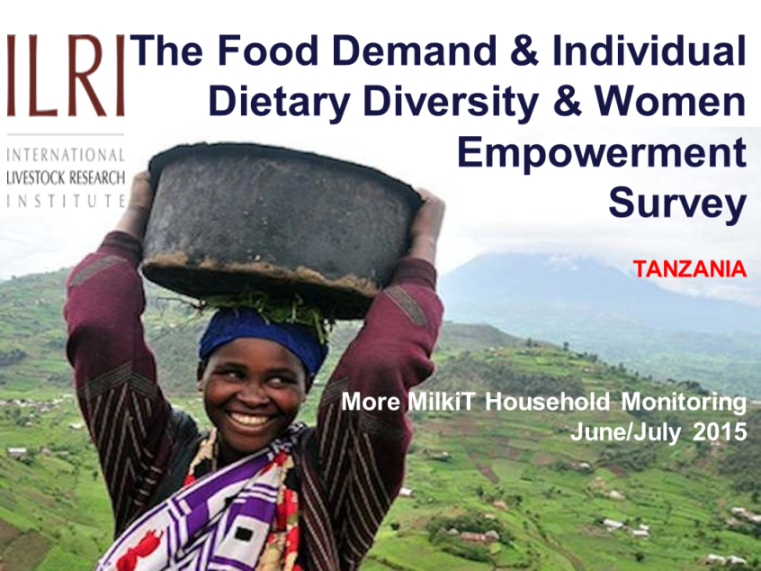 ILRI
INTERNATIONAL
LIVESTOCK RESEARCH
INSTITUTE
The Food Demand & Individual
Dietary Diversity & Women
Empowerment
Survey
TANZANIA
More MilkiT Household Monitoring
June/July 2015